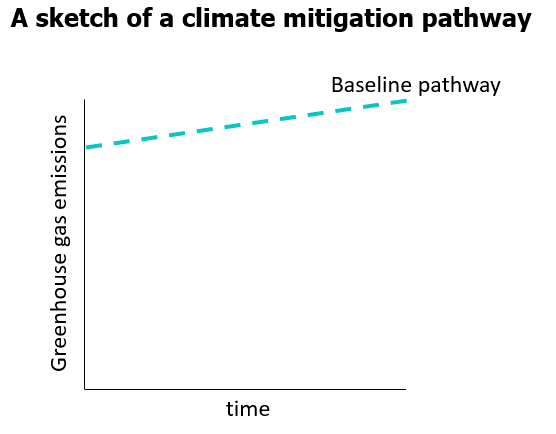 A sketch of a climate mitigation pathway
Baseline pathway
Greenhouse gas emissions
time